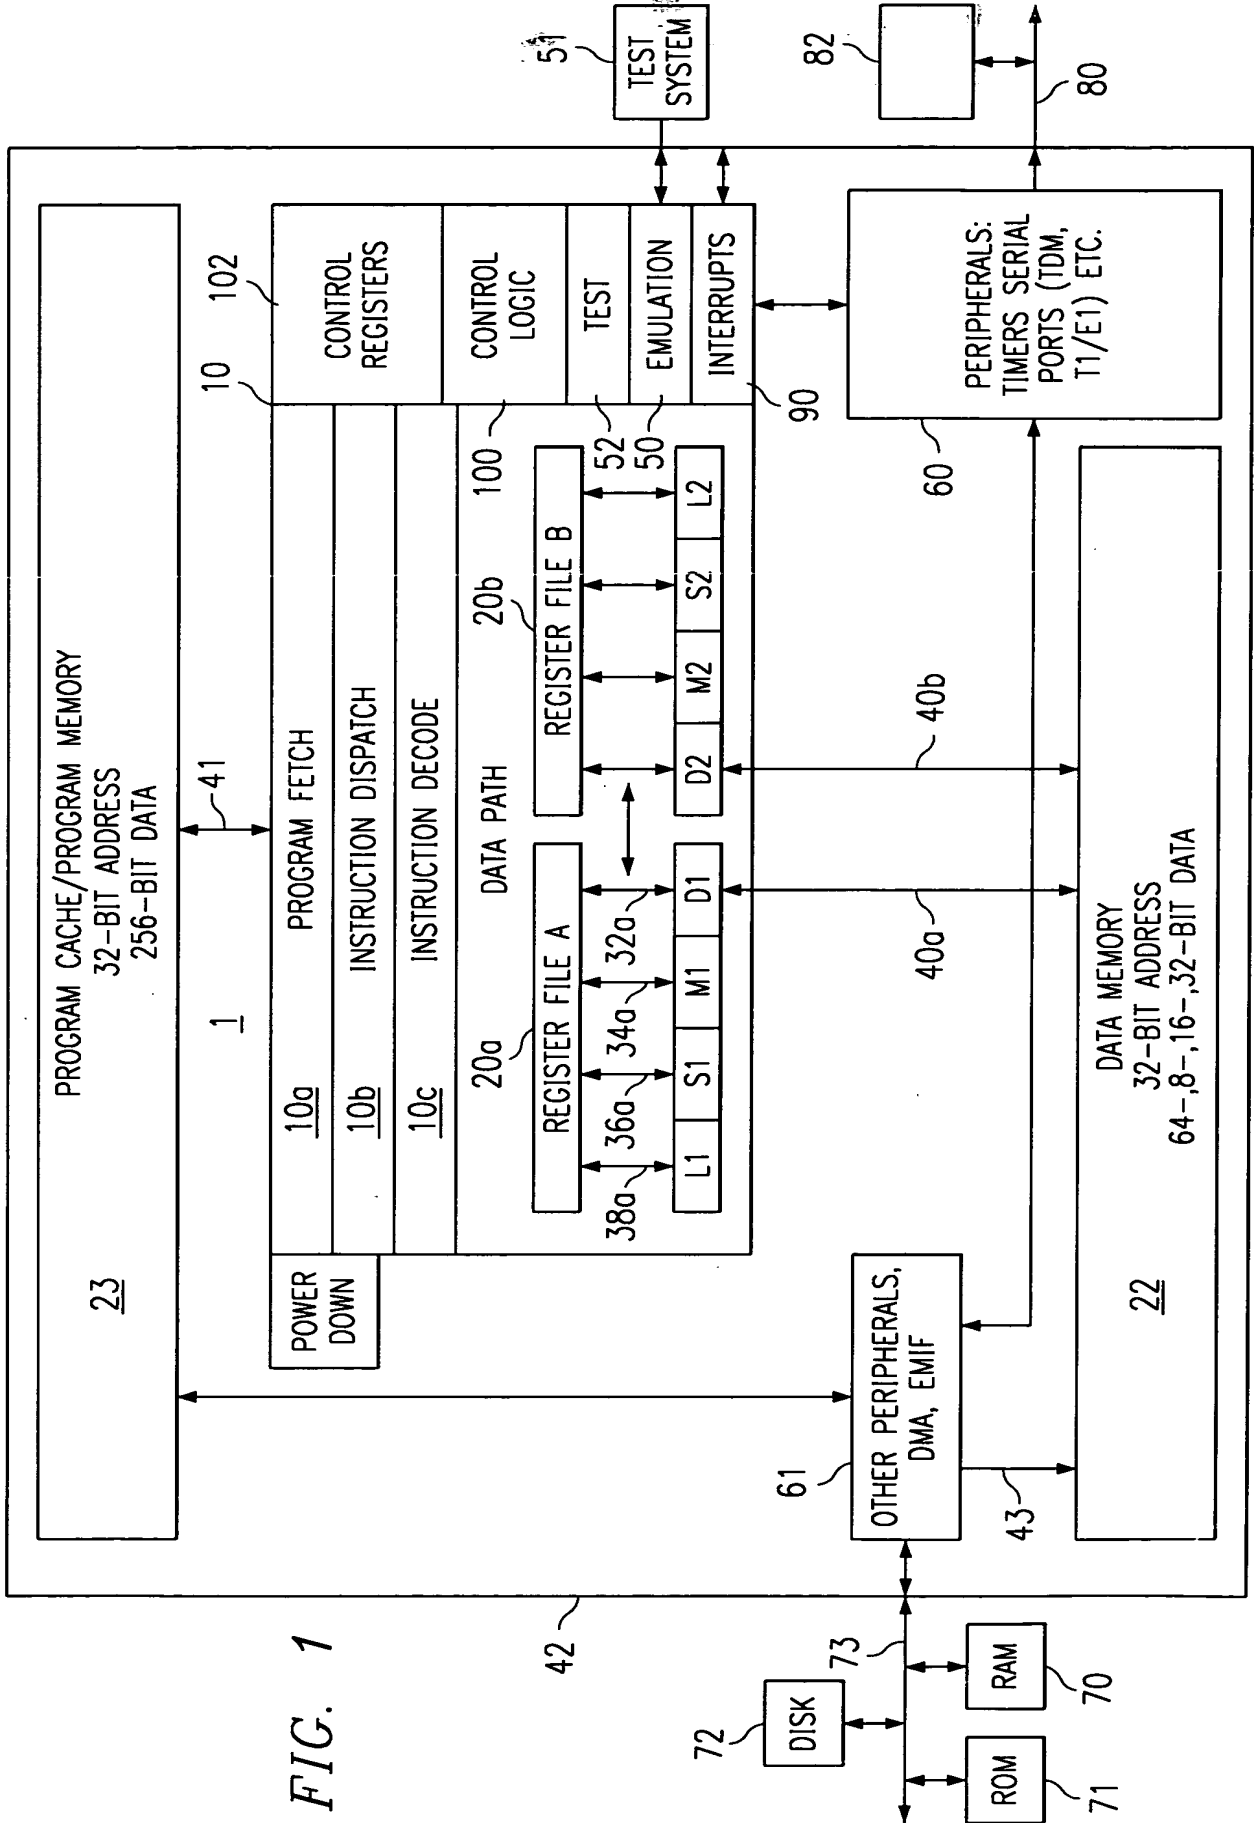 FIG. 1
PROGRAM CACHE/PROGRAM MEMORY
32-BIT ADDRESS
256-BIT DATA
23
1
41
10
102
POWER
DOWN
10a
PROGRAM FETCH
10b
INSTRUCTION DISPATCH
10c
INSTRUCTION DECODE
DATA PATH
CONTROL
REGISTERS
CONTROL
LOGIC
TEST
EMULATION
INTERRUPTS
100
52
50
90
20a
REGISTER FILE A
20b
REGISTER FILE B
38a
36a
34a
32a
L1
S1
M1
D1
D2
M2
S2
L2
51
TEST
SYSTEM
82
80
42
61
OTHER PERIPHERALS,
DMA, EMIF
43
40a
40b
60
PERIPHERALS:
TIMERS SERIAL
PORTS (TDM,
T1/E1) ETC.
DATA MEMORY
32-BIT ADDRESS
64-,8-,16-,32-BIT DATA
22
72
DISK
73
ROM
71
RAM
70